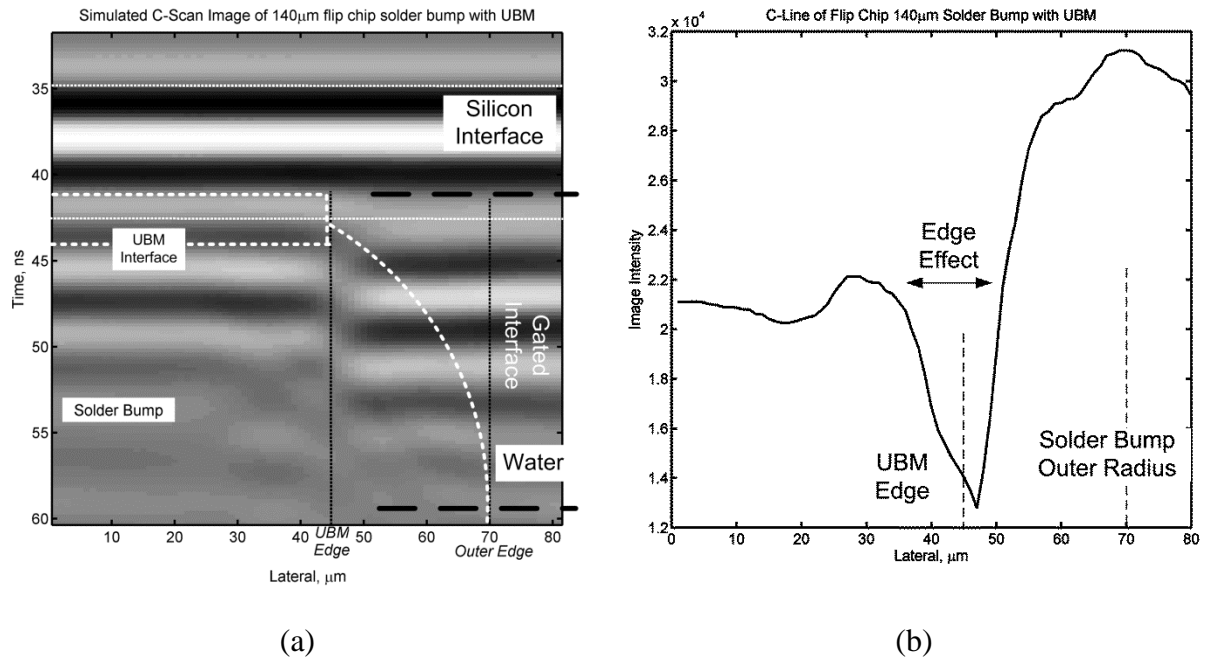 Simulated C-Scan Image of 140μm flip chip solder bump with UBM
35
40
45
50
55
60
Time, ns
Silicon
Interface
UBM
Interface
Gated
Interface
Solder Bump
Water
10
20
30
40
50
60
70
80
UBM
Edge
Outer Edge
Lateral, μm
(a)
C-Line of Flip Chip 140μm Solder Bump with UBM
x 10⁴
3.2
3
2.8
2.6
2.4
2.2
2
1.8
1.6
1.4
1.2
Image Intensity
Edge
Effect
UBM
Edge
Solder Bump
Outer Radius
0
10
20
30
40
50
60
70
80
Lateral, μm
(b)